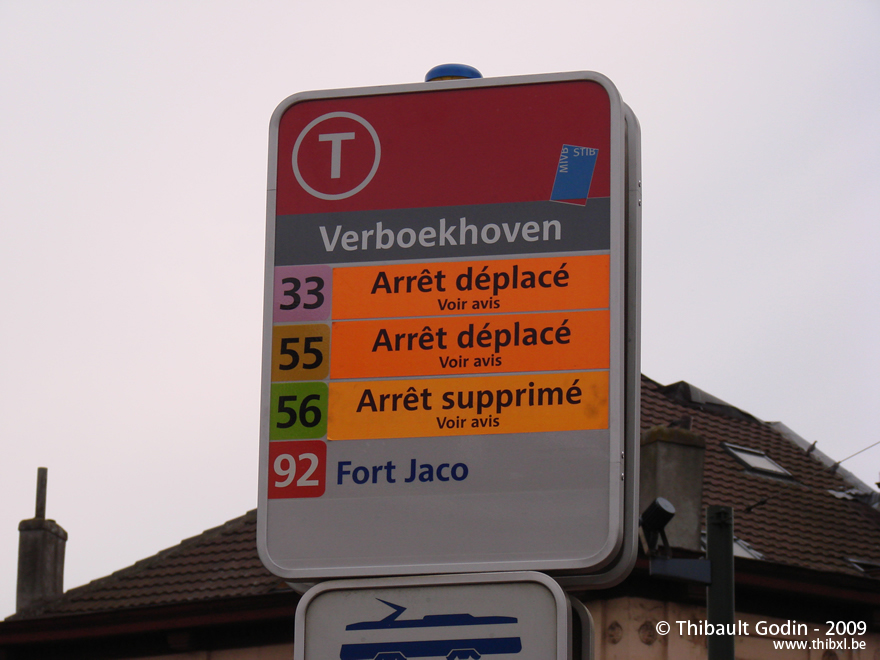 T
MIVB STIB
Verboekhoven
33 Arrêt déplacé
Voir avis
55 Arrêt déplacé
Voir avis
56 Arrêt supprimé
Voir avis
92 Fort Jaco
© Thibault Godin - 2009
www.thibxl.be